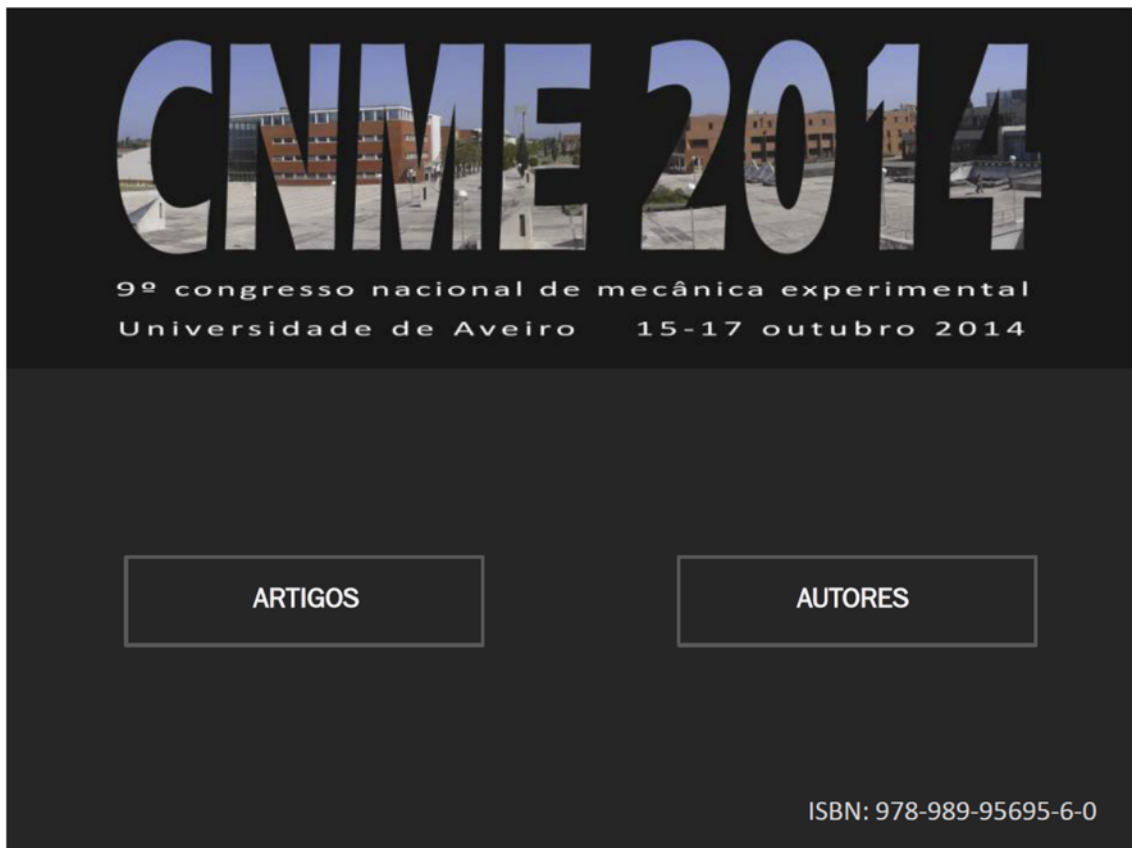 CNME 2014
9º congresso nacional de mecânica experimental
Universidade de Aveiro 15-17 outubro 2014
ARTIGOS
AUTORES
ISBN: 978-989-95695-6-0